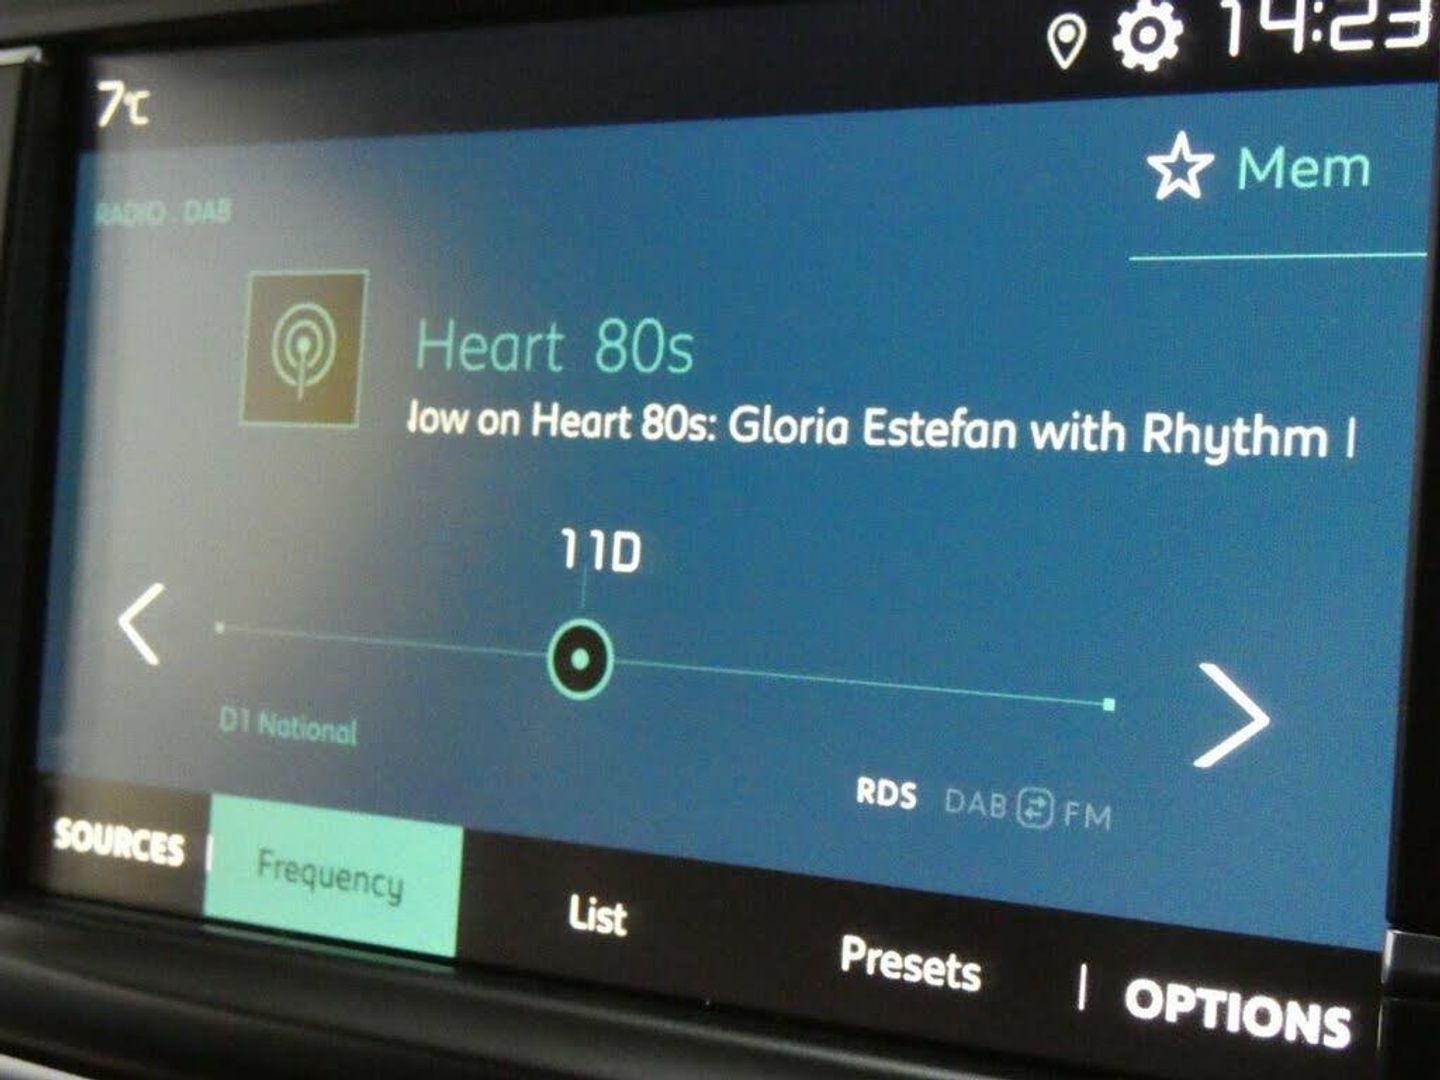 14:23
7℃
Mem
RADIO . DAB
Heart 80s
low on Heart 80s: Gloria Estefan with Rhythm I
11D
D1 National
RDS DAB FM
SOURCES | Frequency List Presets | OPTIONS